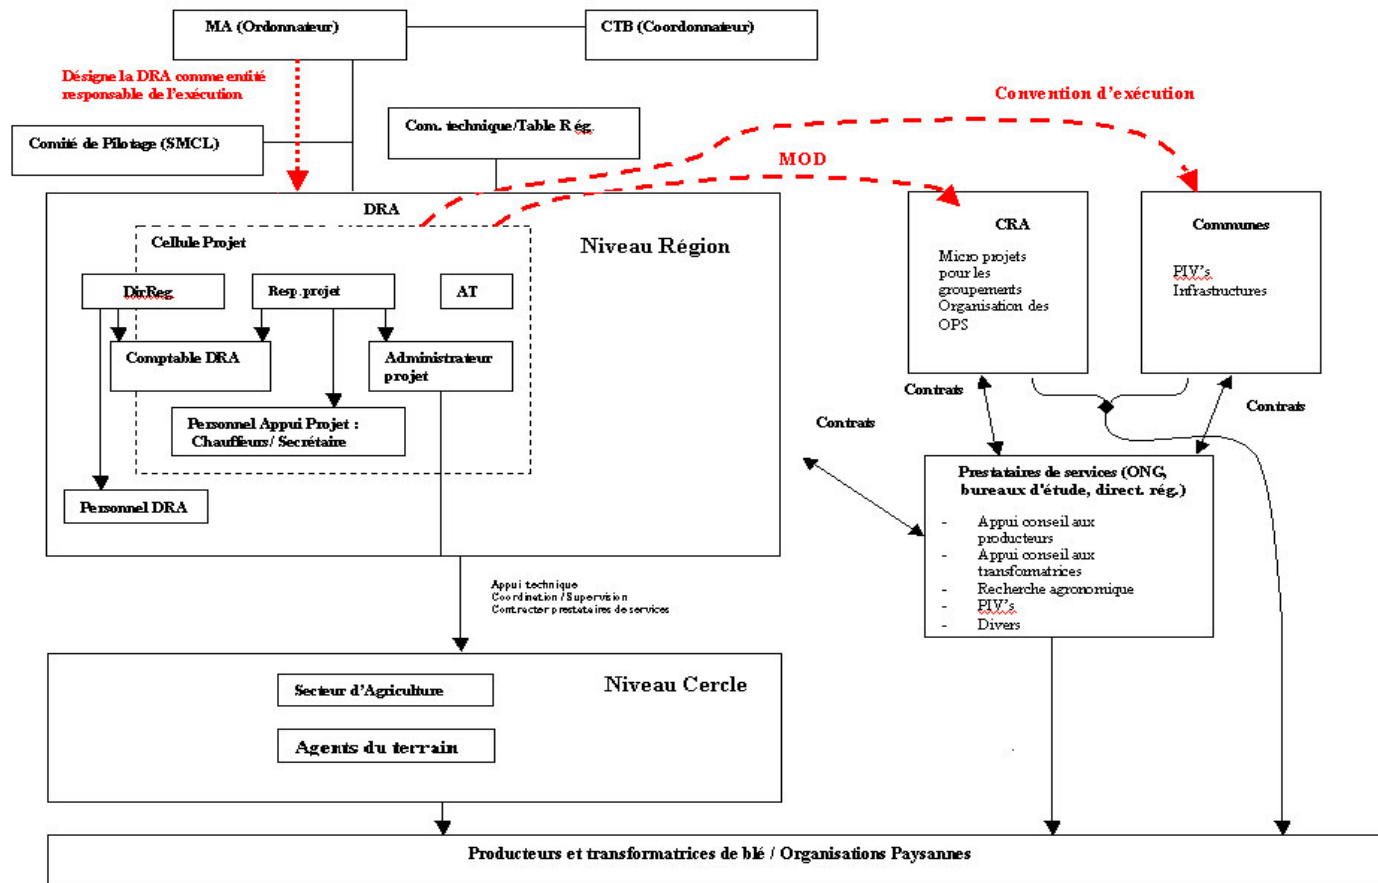 MA (Ordonnateur)
CTB (Coordonnateur)
Désigne la DRA comme entité
responsable de l'exécution
Convention d'exécution
Com. technique/Table Rég.
Comité de Pilotage (SMCL)
MOD
DRA
Cellule Projet
Niveau Région
DirReg
Resp. projet
AT
Comptable DRA
Administrateur
projet
Personnel Appui Projet :
Chauffeurs/ Secrétaire
Personnel DRA
CRA
Micro projets
pour les
groupements
Organisation des
OPS
Communes
PIV's
Infrastructures
Contrats
Contrats
Contrats
Prestataires de services (ONG,
bureaux d'étude, direct. rég.)
- Appui conseil aux
producteurs
- Appui conseil aux
transformatrices
- Recherche agronomique
- PIV's
- Divers
Appui technique
Coordination / Supervision
Contracter prestataires de services
Niveau Cercle
Secteur d'Agriculture
Agents du terrain
Producteurs et transformatrices de blé / Organisations Paysannes